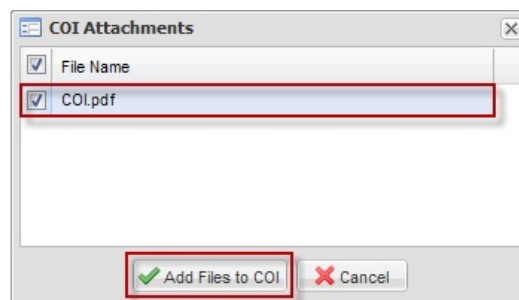 COI Attachments
File Name
COI.pdf
Add Files to COI
Cancel